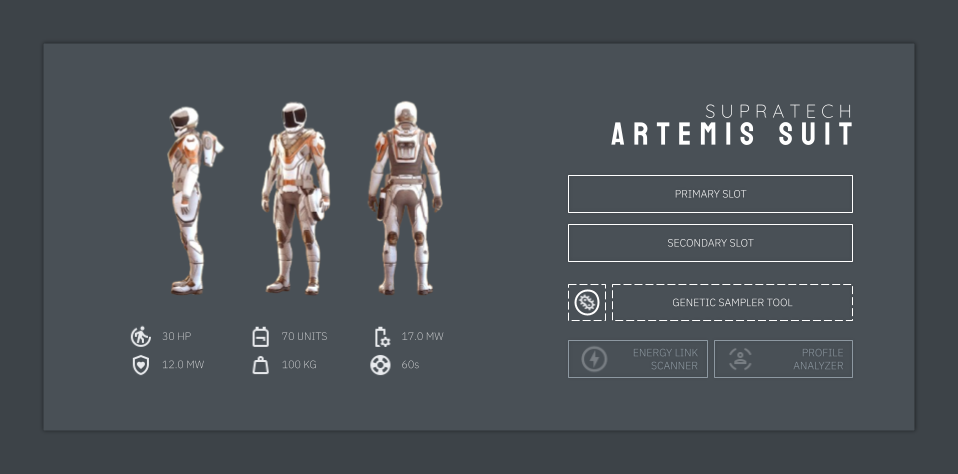 SUPRATECH
ARTEMIS SUIT
PRIMARY SLOT
SECONDARY SLOT
GENETIC SAMPLER TOOL
ENERGY LINK
SCANNER
PROFILE
ANALYZER
30 HP
70 UNITS
17.0 MW
12.0 MW
100 KG
60s